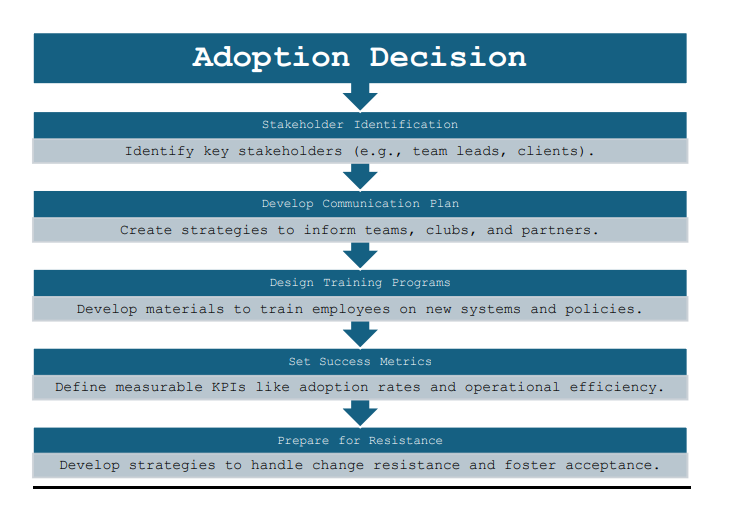 Adoption Decision
Stakeholder Identification
Identify key stakeholders (e.g., team leads, clients).
Develop Communication Plan
Create strategies to inform teams, clubs, and partners.
Design Training Programs
Develop materials to train employees on new systems and policies.
Set Success Metrics
Define measurable KPIs like adoption rates and operational efficiency.
Prepare for Resistance
Develop strategies to handle change resistance and foster acceptance.